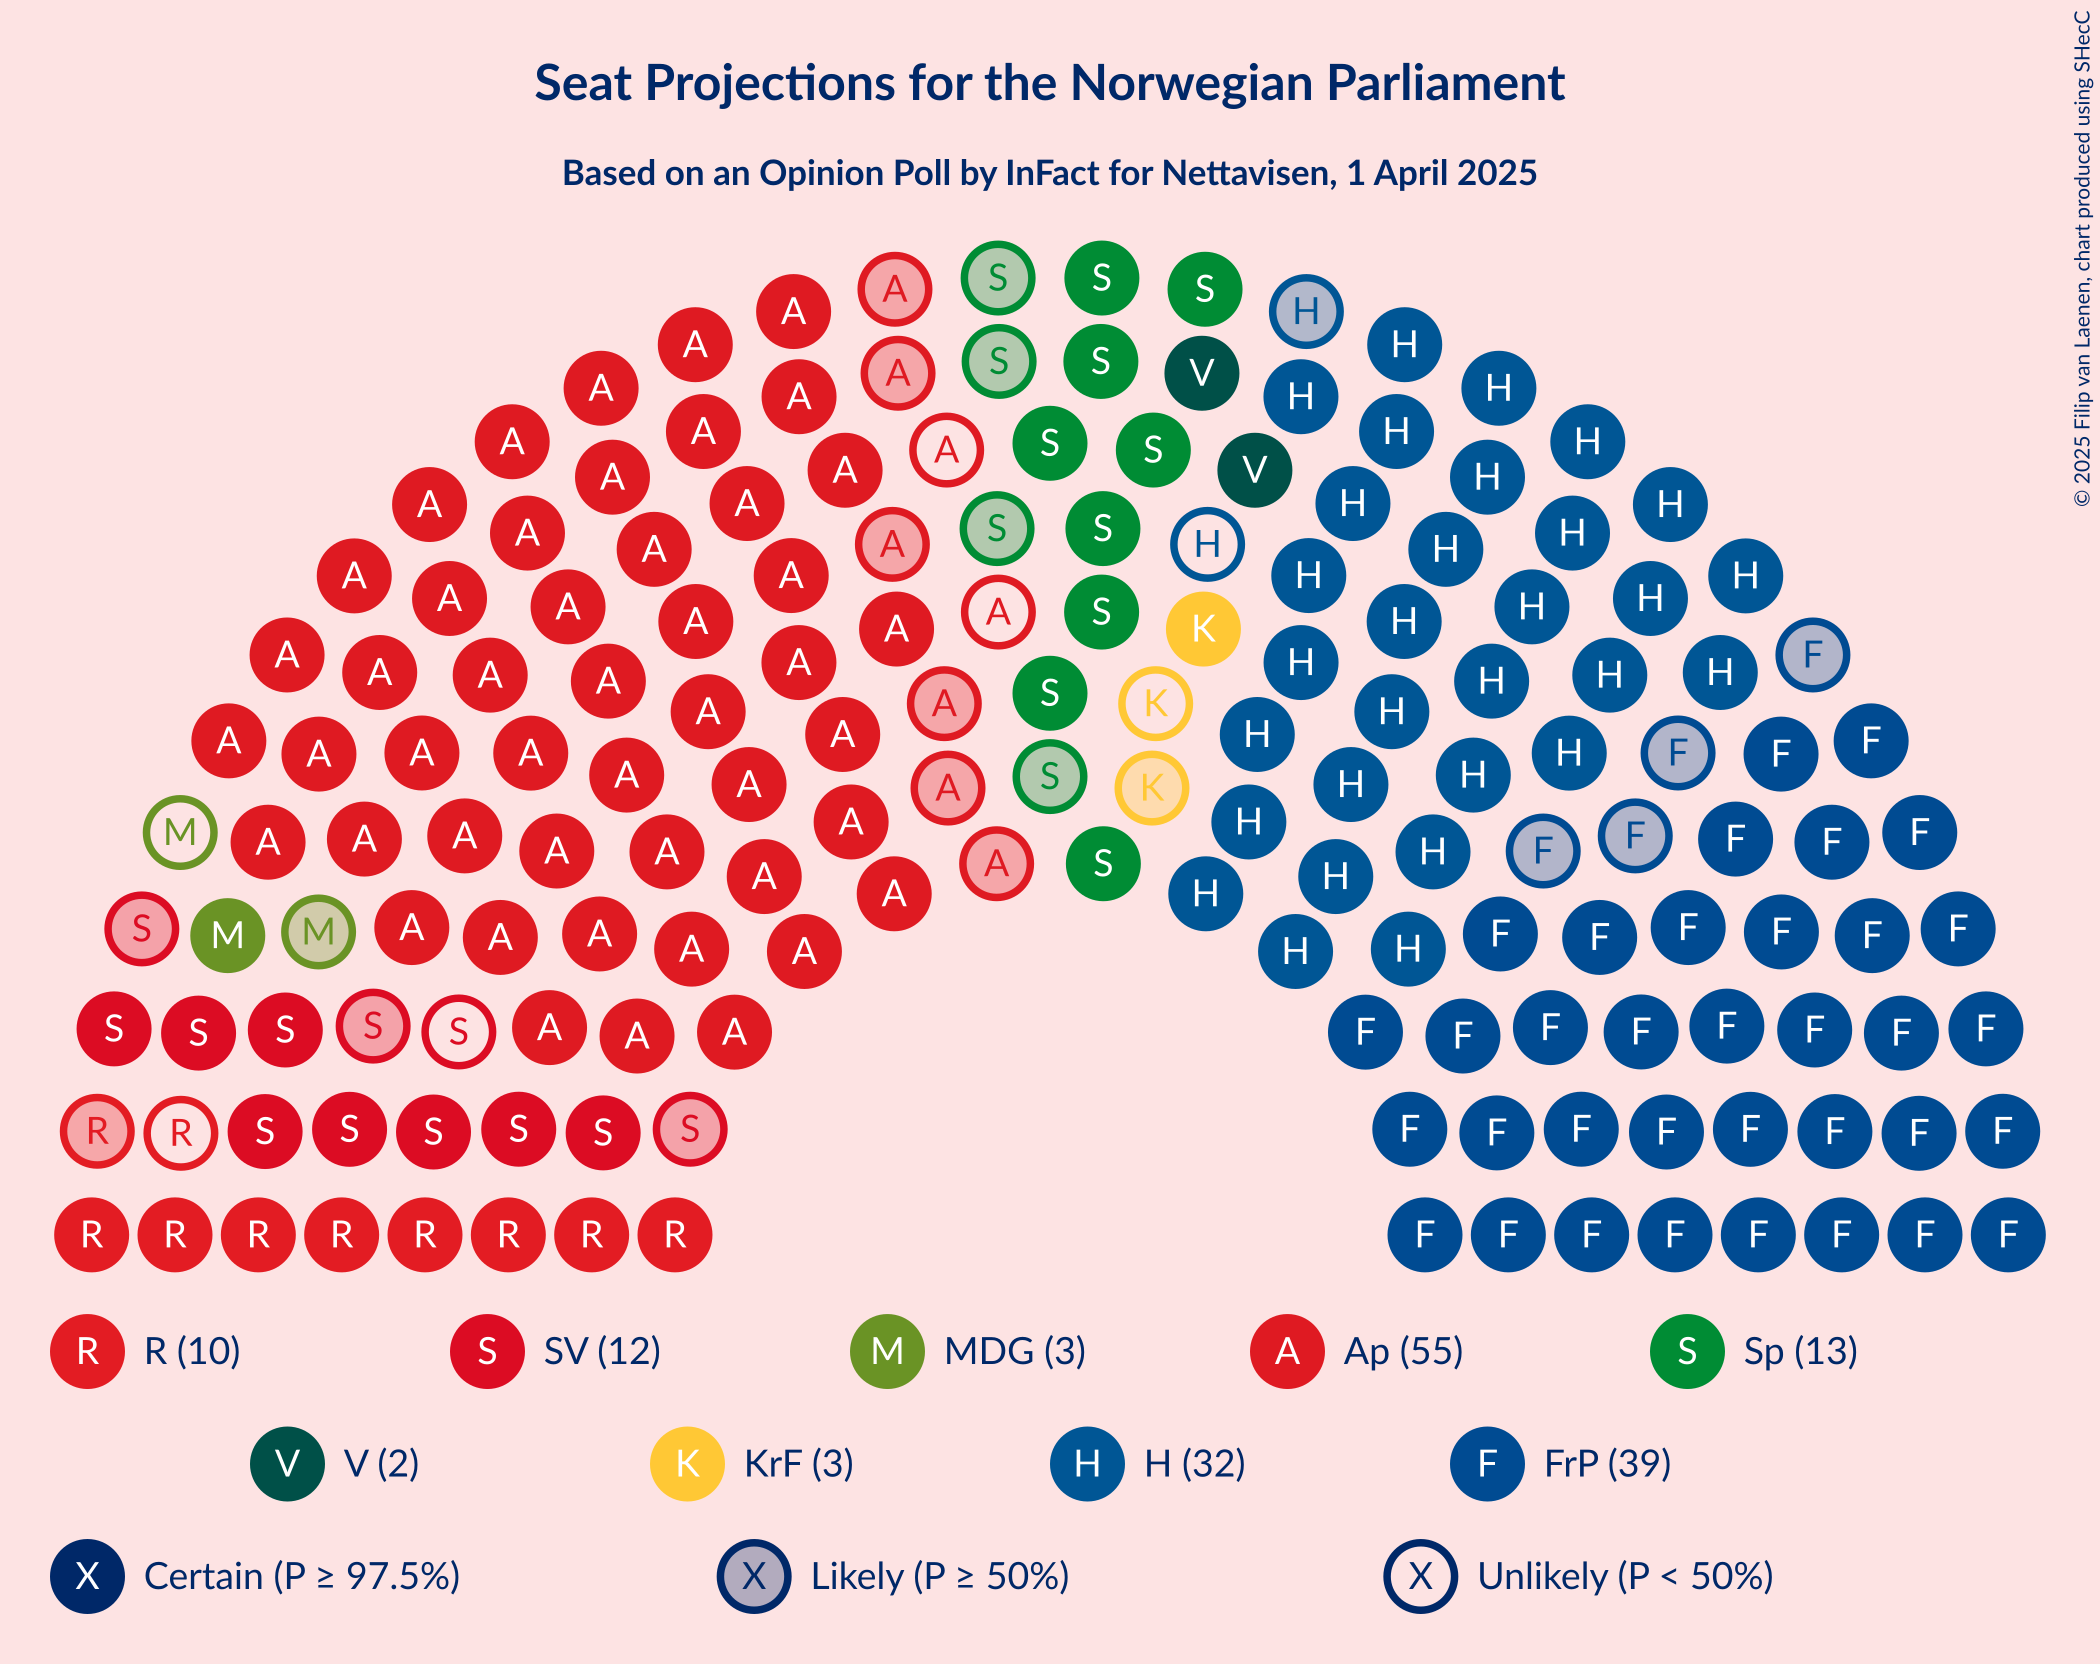 Seat Projections for the Norwegian Parliament
Based on an Opinion Poll by InFact for Nettavisen, 1 April 2025
© 2025 Filip van Laenen, chart produced using SHecC
A S S S H
A A H H
A S S V H H
A A A H H H
A A A A S S V H H H H
A A A A S S H H H H H
A A A A A A S K H H H H H F
A A A A A A A S K H H H H H H
A A A A A A A A S K H H H H F F F
M A A A A A A A A S H H H F F F F F
S M M A A A A A A H H F F F F F F
S S S S S A A A F F F F F F F F
R R S S S S S S F F F F F F F F
R R R R R R R R F F F F F F F F
R R (10) S SV (12) M MDG (3) A Ap (55) S Sp (13)
V V (2) K KrF (3) H H (32) F FrP (39)
X Certain (P ≥ 97.5%) X Likely (P ≥ 50%) X Unlikely (P < 50%)